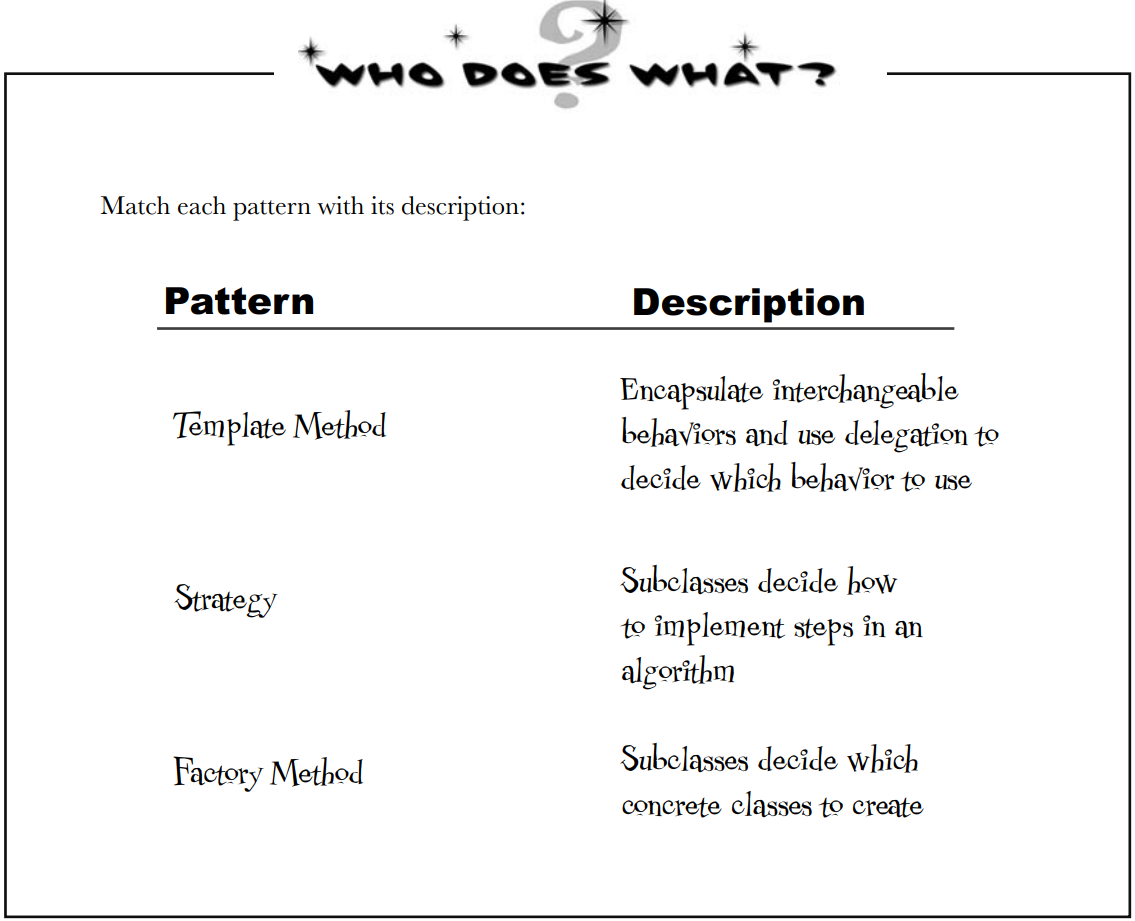 WHO DOES WHAT?
Match each pattern with its description:
Pattern
Description
Template Method
Encapsulate interchangeable
behaviors and use delegation to
decide which behavior to use
Strategy
Subclasses decide how
to implement steps in an
algorithm
Factory Method
Subclasses decide which
concrete classes to create